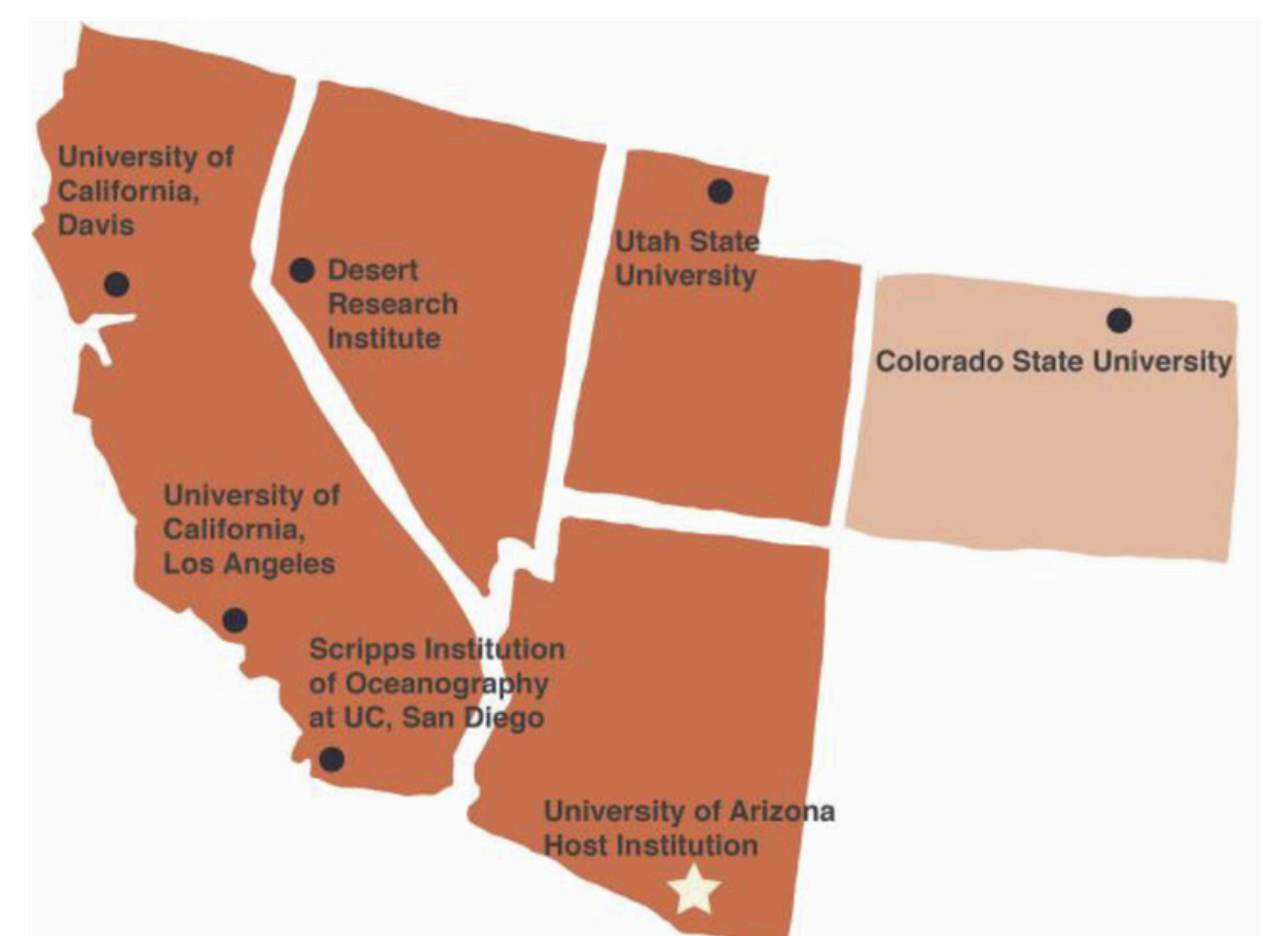 University of
California,
Davis
Desert
Research
Institute
Utah State
University
Colorado State University
University of
California,
Los Angeles
Scripps Institution
of Oceanography
at UC, San Diego
University of Arizona
Host Institution